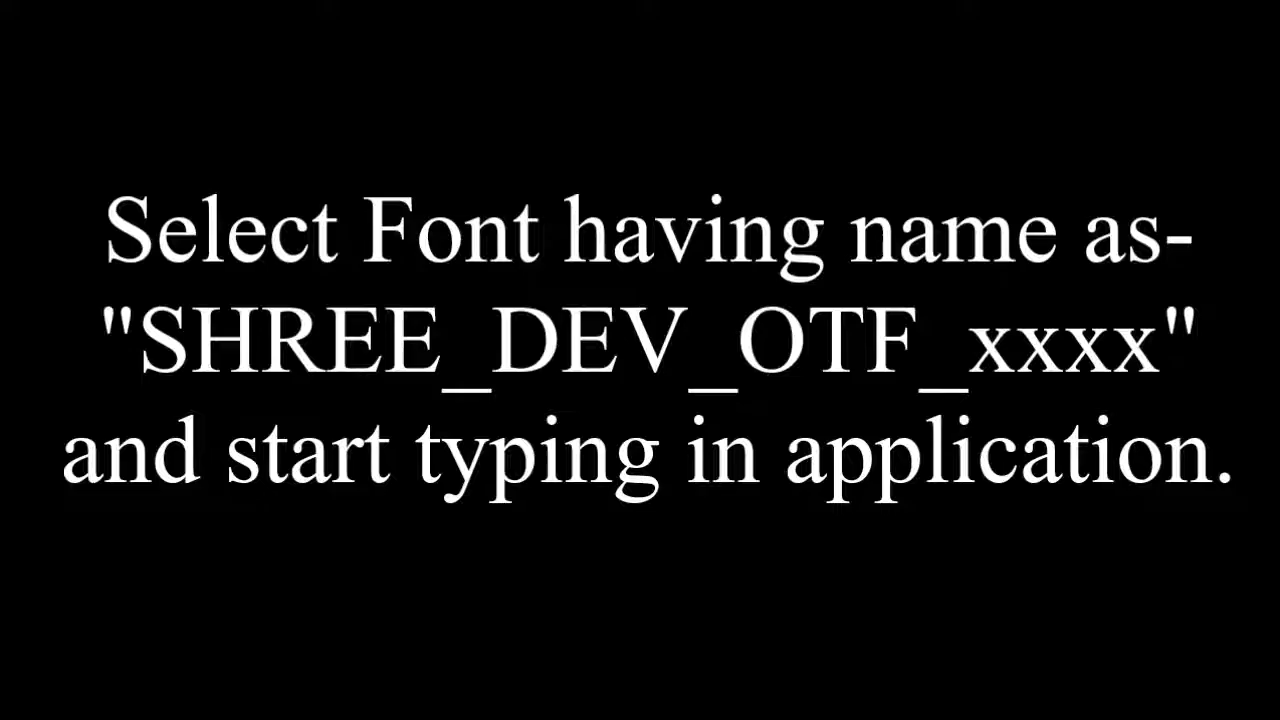 Select Font having name as-
"SHREE_DEV_OTF_xxxx"
and start typing in application.